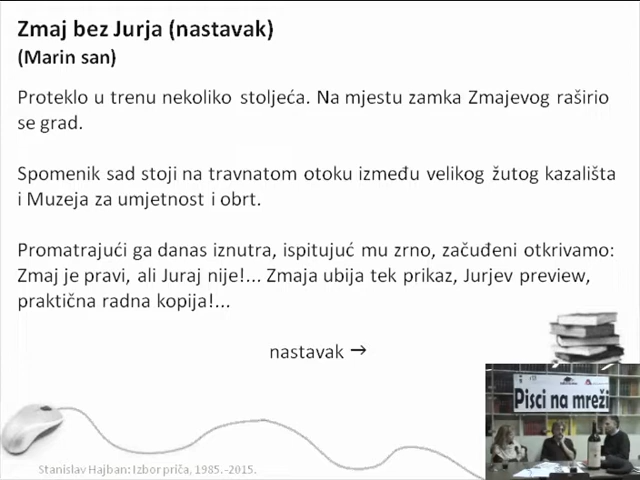 Zmaj bez Jurja (nastavak)
(Marin san)
Proteklo u trenu nekoliko stoljeća. Na mjestu zamka Zmajevog raširio
se grad.
Spomenik sad stoji na travnatom otoku između velikog žutog kazališta
i Muzeja za umjetnost i obrt.
Promatrajući ga danas iznutra, ispitujuć mu zrno, začuđeni otkrivamo:
Zmaj je pravi, ali Juraj nije!... Zmaja ubija tek prikaz, Jurjev preview,
praktična radna kopija!...
nastavak →
Pisci na mreži
Stanislav Hajban: Izbor priča, 1985.-2015.